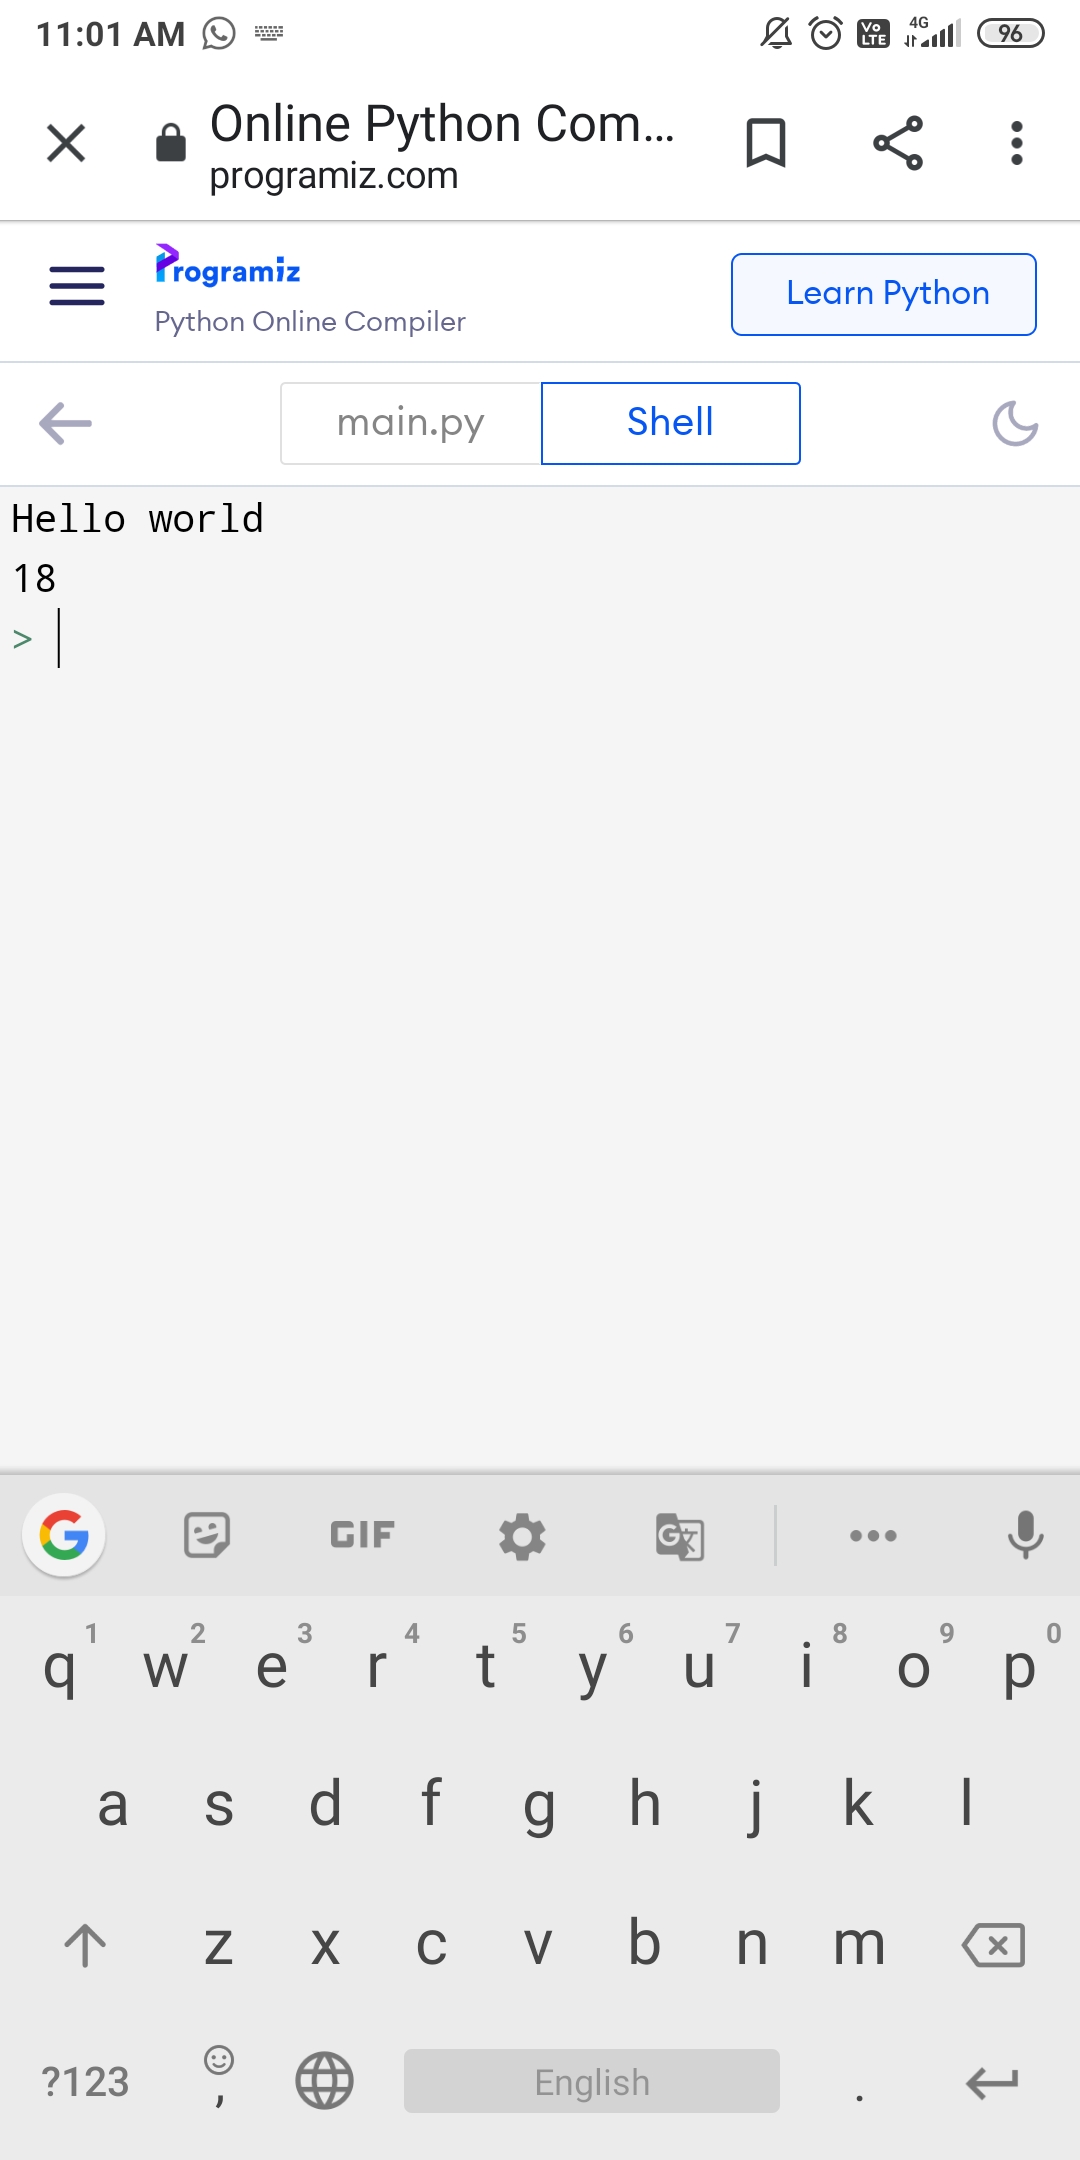 11:01 AM
Vo LTE 4G 96
Online Python Com...
programiz.com
Programiz
Python Online Compiler
Learn Python
main.py Shell
Hello world
18
>
G GIF G 文
q 1 w 2 e 3 r 4 t 5 y 6 u 7 i 8 o 9 p 0
a s d f g h j k l
z x c v b n m
?123 , English .